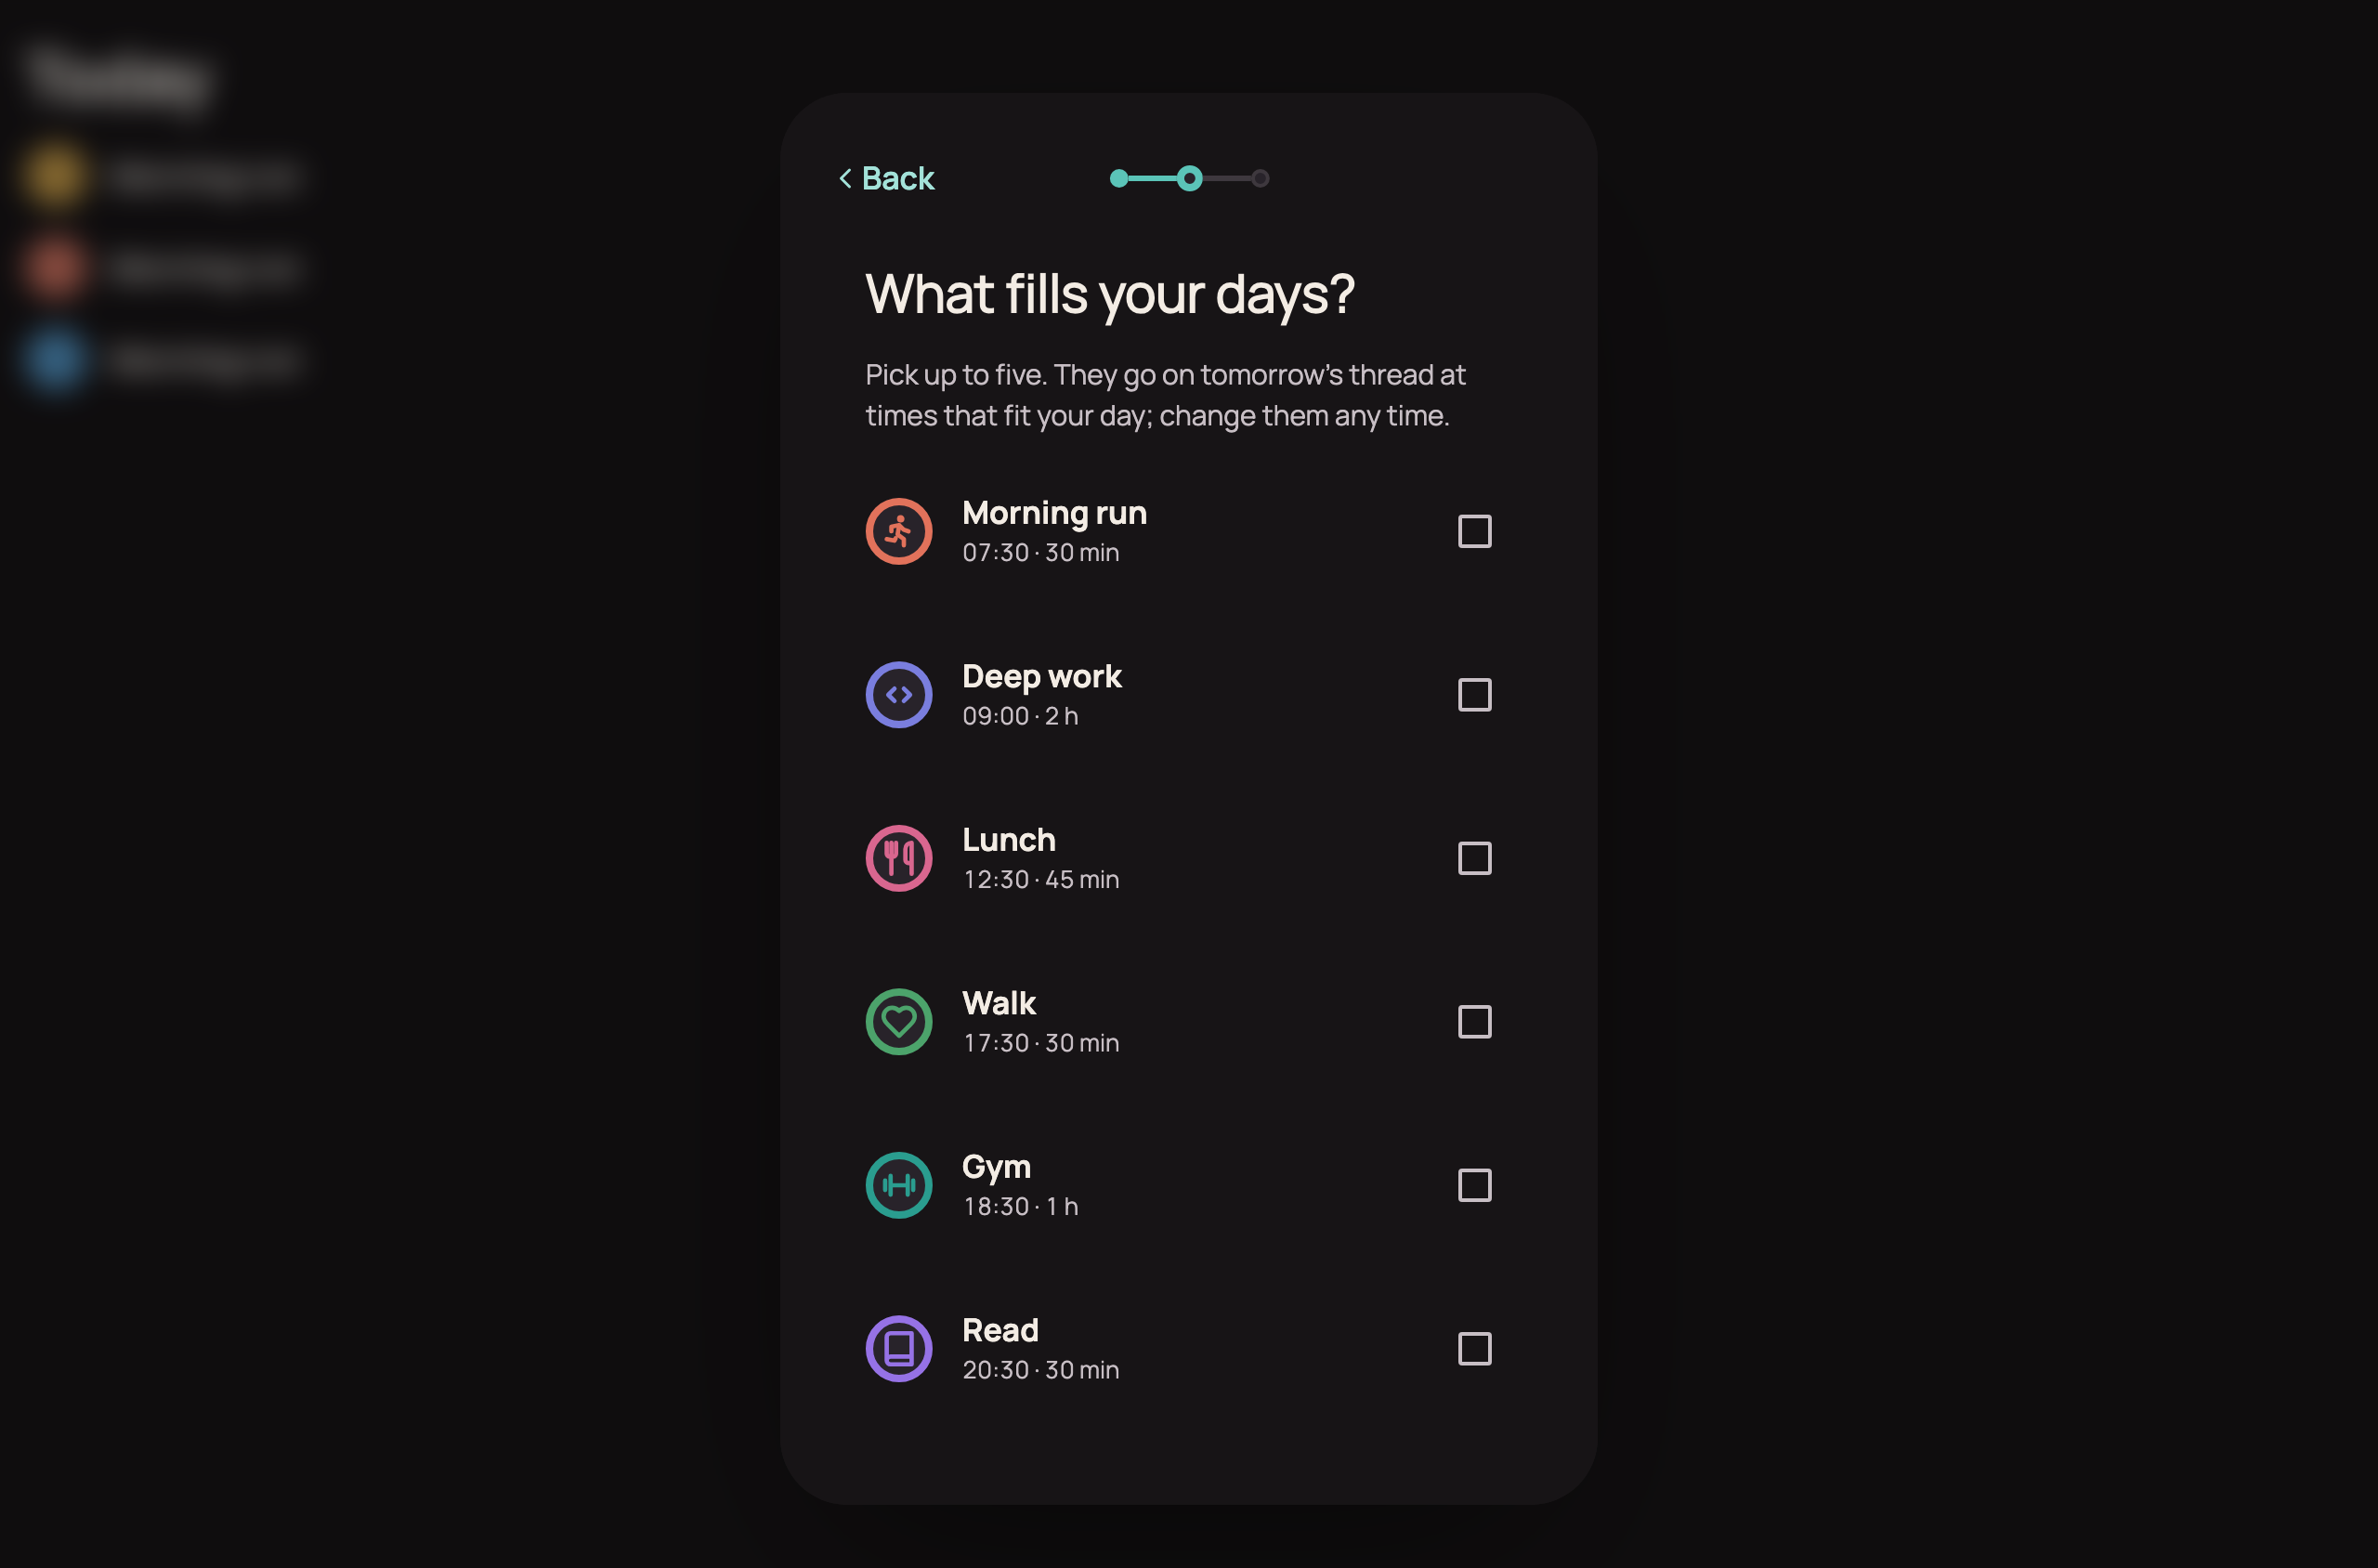 Today
Back
What fills your days?
Pick up to five. They go on tomorrow’s thread at
times that fit your day; change them any time.
Morning run
07:30 · 30 min
Deep work
09:00 · 2 h
Lunch
12:30 · 45 min
Walk
17:30 · 30 min
Gym
18:30 · 1 h
Read
20:30 · 30 min